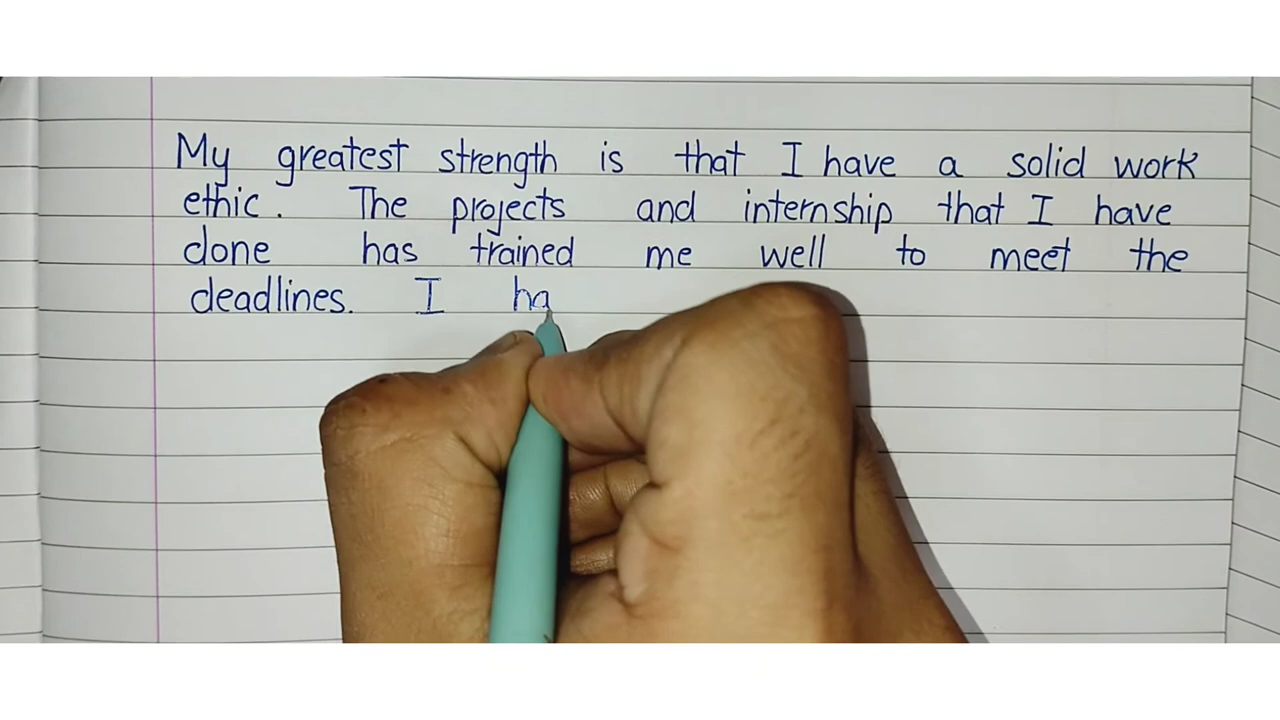 My greatest strength is that I have a solid work
ethic. The projects and internship that I have
done has trained me well to meet the
deadlines. I ha